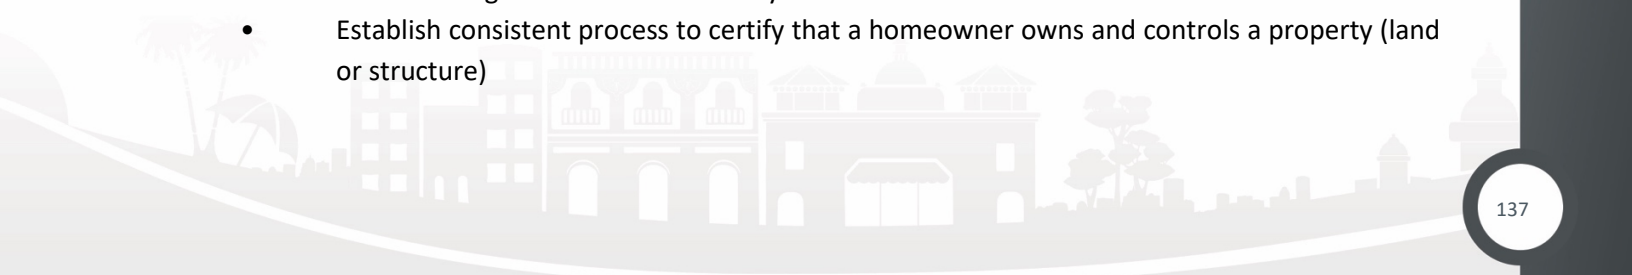 • Establish consistent process to certify that a homeowner owns and controls a property (land
or structure)
137